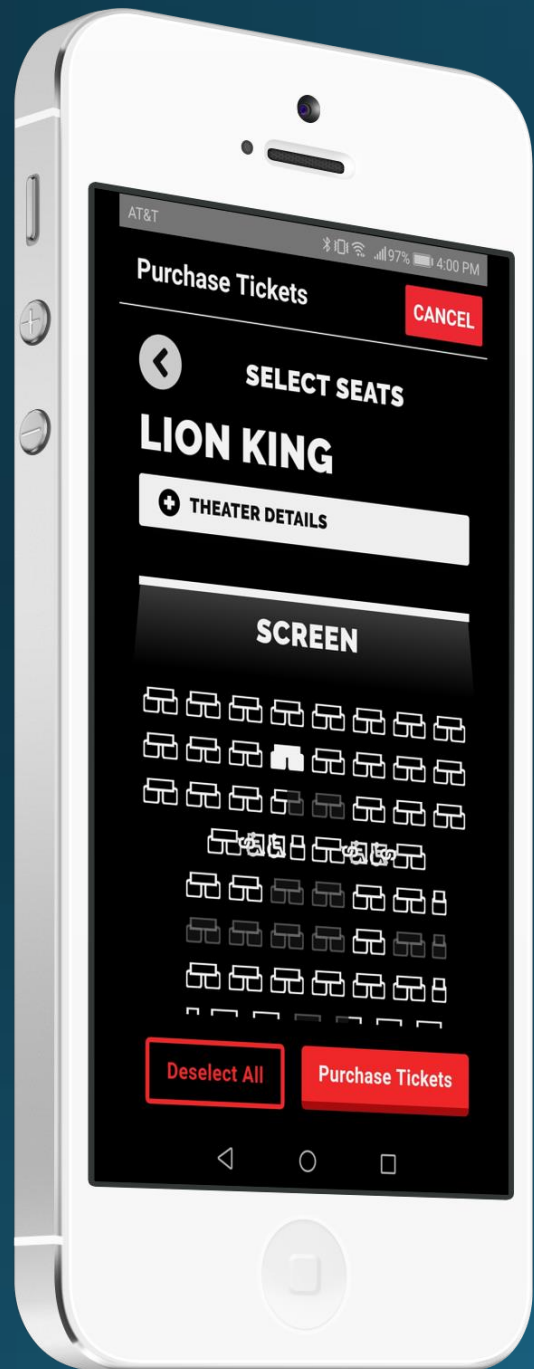 AT&T
97% 4:00 PM
Purchase Tickets
CANCEL
SELECT SEATS
LION KING
THEATER DETAILS
SCREEN
Deselect All
Purchase Tickets